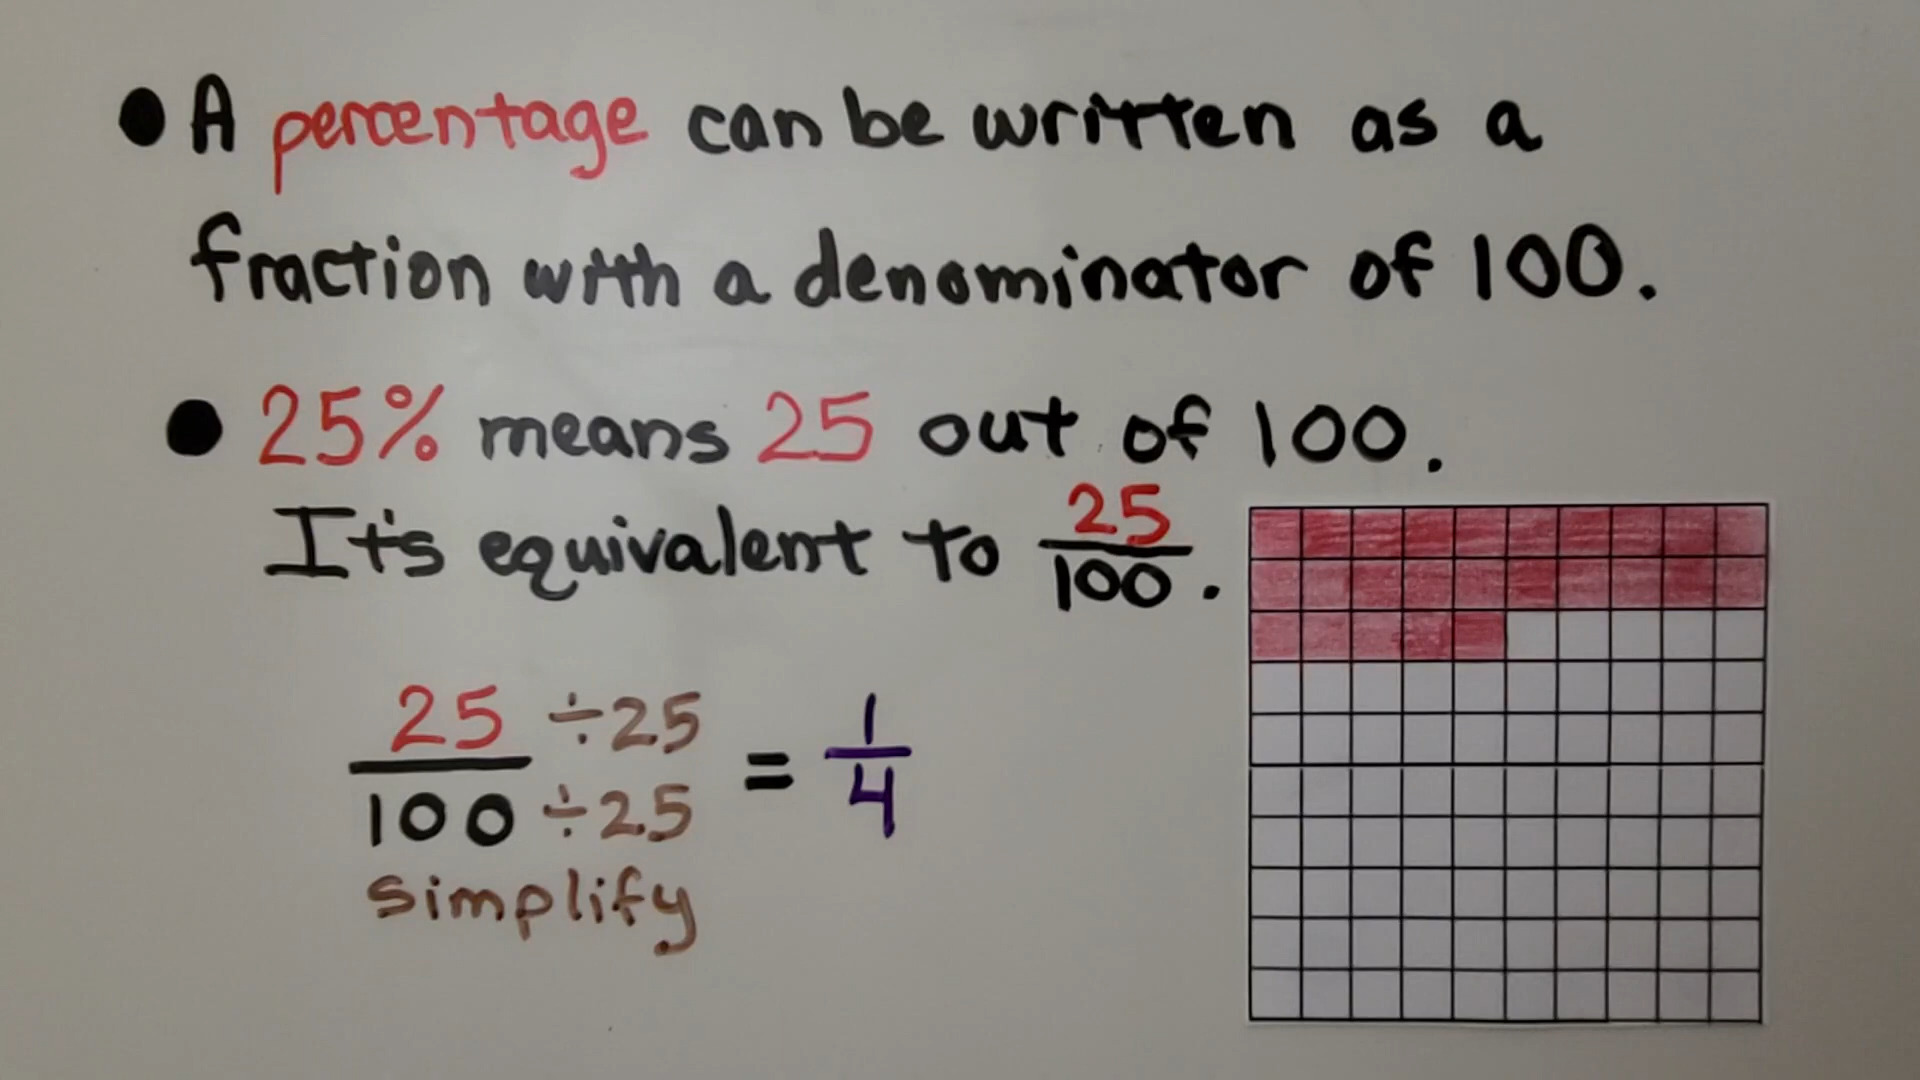 ● A percentage can be written as a
fraction with a denominator of 100.
● 25% means 25 out of 100.
It's equivalent to 25/100.
25 ÷25
100 ÷25
= 1/4
simplify